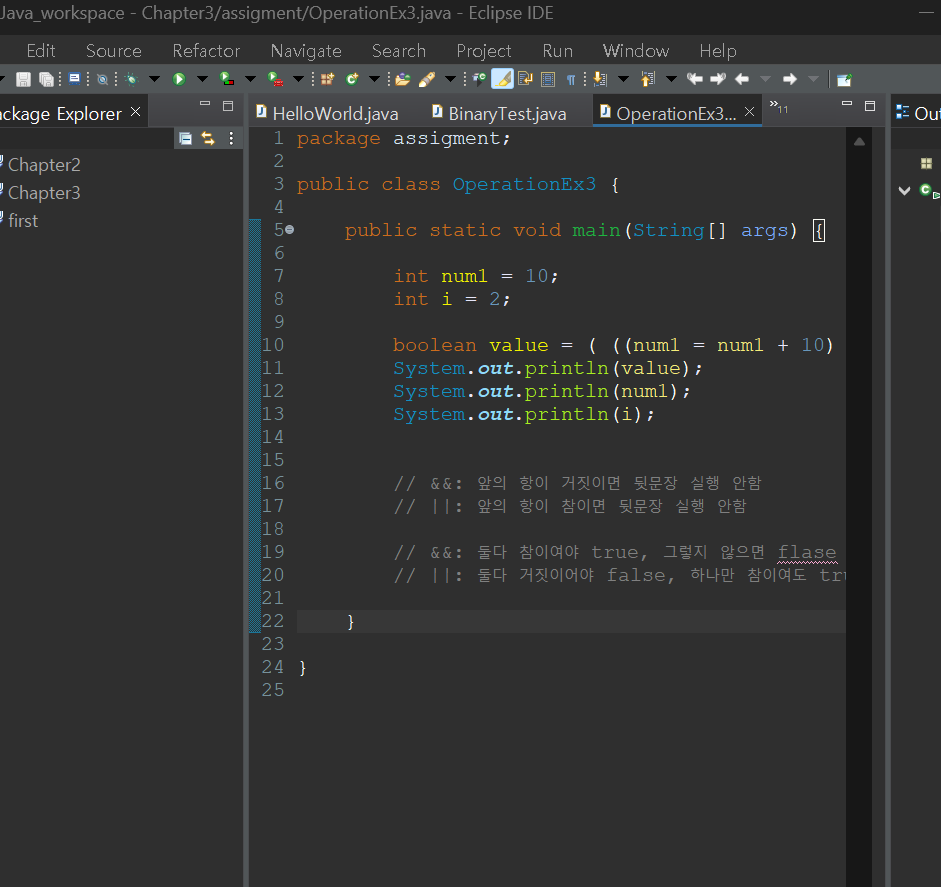 Java_workspace - Chapter3/assigment/OperationEx3.java - Eclipse IDE
Edit Source Refactor Navigate Search Project Run Window Help
ackage Explorer
HelloWorld.java BinaryTest.java OperationEx3... »11 Out
Chapter2
Chapter3
first
1 package assigment;
2
3 public class OperationEx3 {
4
5 public static void main(String[] args) {
6
7 int num1 = 10;
8 int i = 2;
9
10 boolean value = ( ((num1 = num1 + 10)
11 System.out.println(value);
12 System.out.println(num1);
13 System.out.println(i);
14
15
16 // &&: 앞의 항이 거짓이면 뒷문장 실행 안함
17 // ||: 앞의 항이 참이면 뒷문장 실행 안함
18
19 // &&: 둘다 참이여야 true, 그렇지 않으면 flase
20 // ||: 둘다 거짓이어야 false, 하나만 참이여도 tru
21
22 }
23
24 }
25